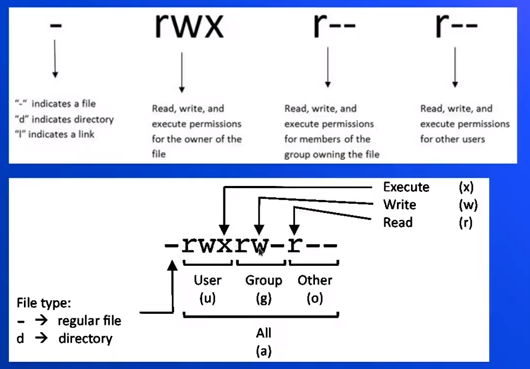 - rwx r-- r--
"-" indicates a file
"d" indicates directory
"l" indicates a link
Read, write, and
execute permissions
for the owner of the
file
Read, write, and
execute permissions
for members of the
group owning the file
Read, write, and
execute permissions
for other users
Execute (x)
Write (w)
Read (r)
-rwxrw-r--
User Group Other
(u) (g) (o)
File type:
– → regular file
d → directory
All
(a)